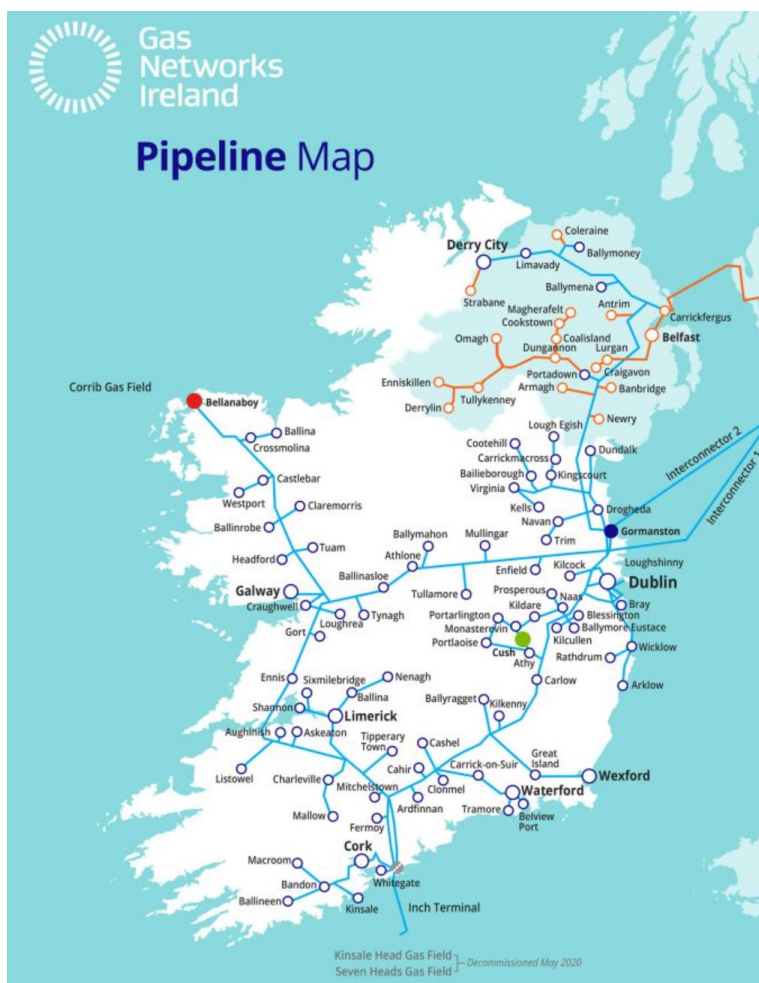 Gas
Networks
Ireland
Pipeline Map
Coleraine
Derry City
Ballymoney
Limavady
Ballymena
Strabane
Magherafelt
Antrim
Cookstown
Carrickfergus
Omagh
Coalisland
Belfast
Dungannon
Lurgan
Craigavon
Portadown
Enniskillen
Tullykenney
Armagh
Banbridge
Derrylin
Newry
Corrib Gas Field
Bellanaboy
Ballina
Crossmolina
Lough Egish
Cootehill
Dundalk
Carrickmacross
Bailieborough
Kingscourt
Virginia
Interconnector 2
Interconnector 1
Castlebar
Westport
Claremorris
Kells
Drogheda
Navan
Ballinrobe
Gormanston
Trim
Ballymahon
Mullingar
Tuam
Headford
Athlone
Loughshinny
Kilcock
Enfield
Ballinasloe
Dublin
Galway
Tullamore
Prosperous
Naas
Craughwell
Loughrea
Tynagh
Kildare
Bray
Portarlington
Blessington
Monasterevin
Ballymore Eustace
Gort
Kilcullen
Portlaoise
Cush
Wicklow
Athy
Rathdrum
Ennis
Sixmilebridge
Nenagh
Carlow
Arklow
Ballina
Ballyragget
Kilkenny
Shannon
Limerick
Aughinish
Askeaton
Tipperary
Town
Cashel
Great
Island
Listowel
Charleville
Cahir
Carrick-on-Suir
Wexford
Mitchelstown
Clonmel
Waterford
Ardfinnan
Tramore
Belview
Port
Mallow
Fermoy
Cork
Macroom
Whitegate
Bandon
Ballineen
Kinsale
Inch Terminal
Kinsale Head Gas Field
Seven Heads Gas Field
Decommissioned May 2020